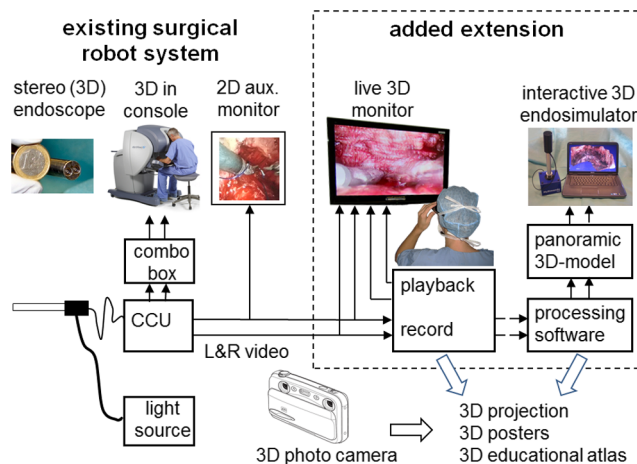 existing surgical
robot system
added extension
stereo (3D)
endoscope
3D in
console
2D aux.
monitor
live 3D
monitor
interactive 3D
endosimulator
combo
box
panoramic
3D-model
CCU
playback
record
processing
software
L&R video
light
source
3D photo camera
3D projection
3D posters
3D educational atlas